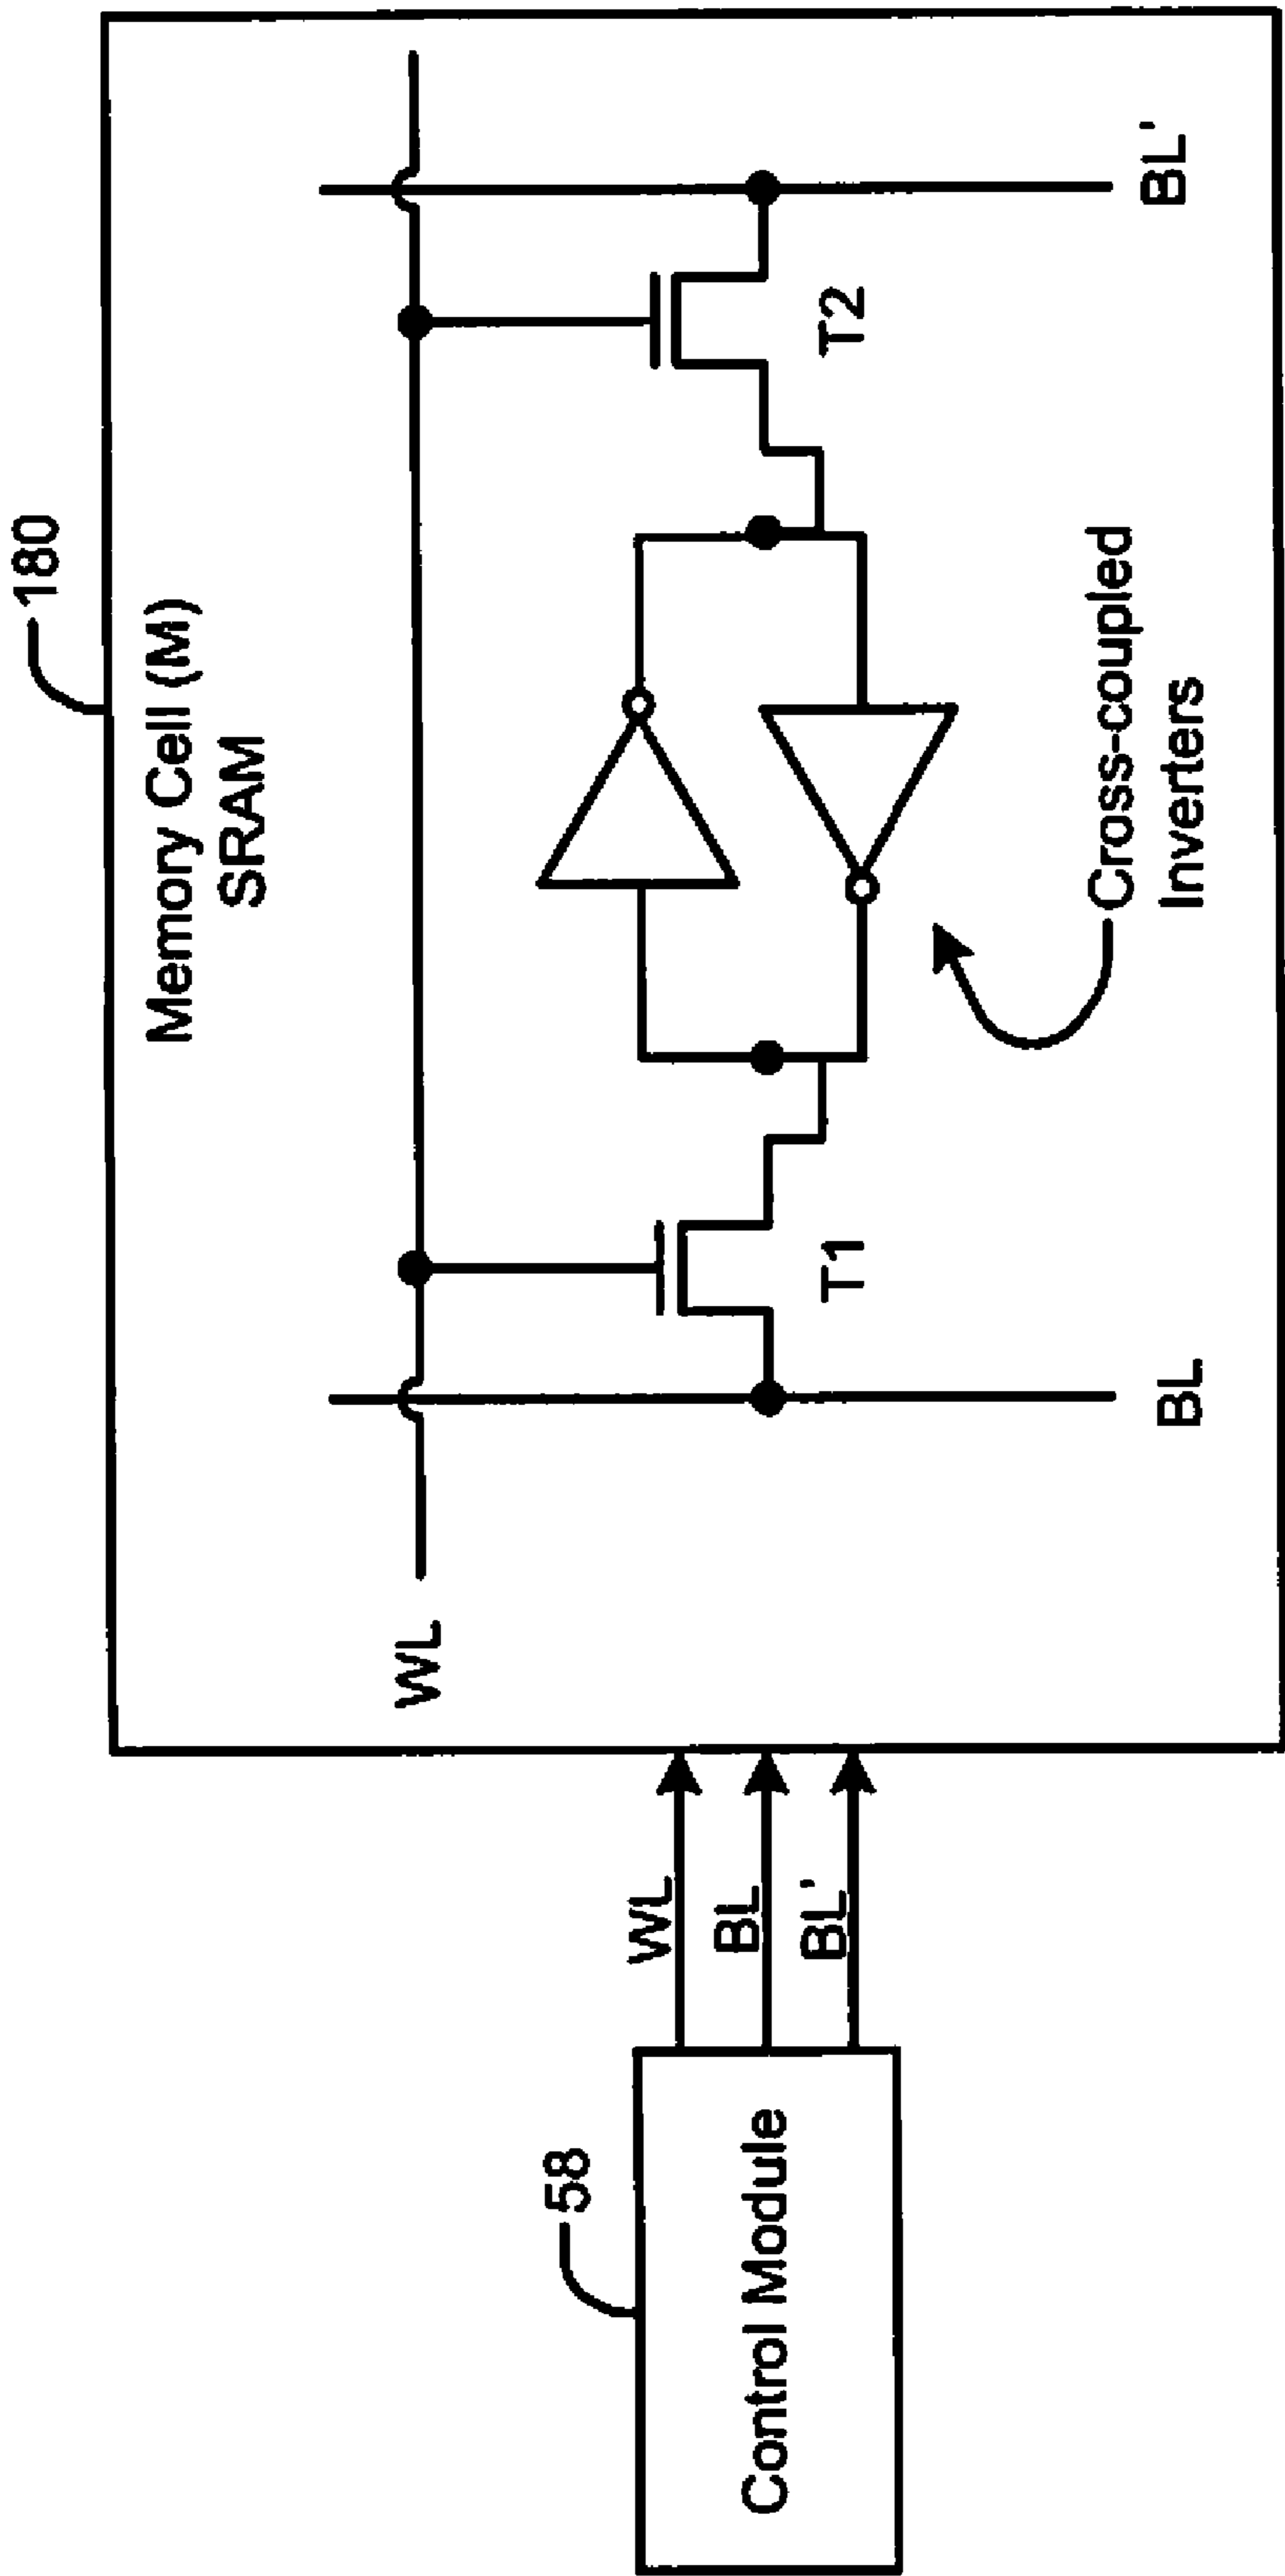 180
Memory Cell (M)
SRAM
WL
T1
T2
BL
BL'
Cross-coupled
Inverters
58
Control Module
WL
BL
BL'